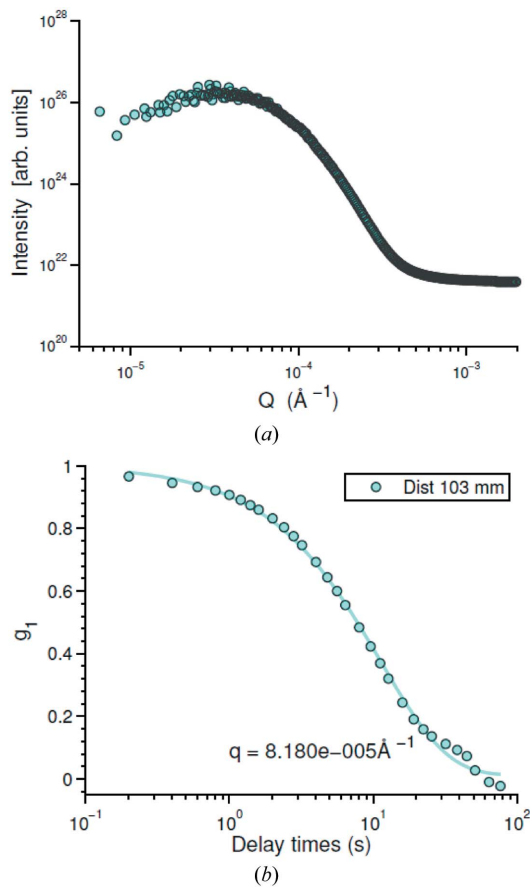 10^28
10^26
10^24
10^22
10^20
Intensity [arb. units]
10^−5
10^−4
10^−3
Q (Å^−1)
(a)
1
0.8
0.6
0.4
0.2
0
g_1
Dist 103 mm
q = 8.180e−005Å^−1
10^−1
10^0
10^1
10^2
Delay times (s)
(b)